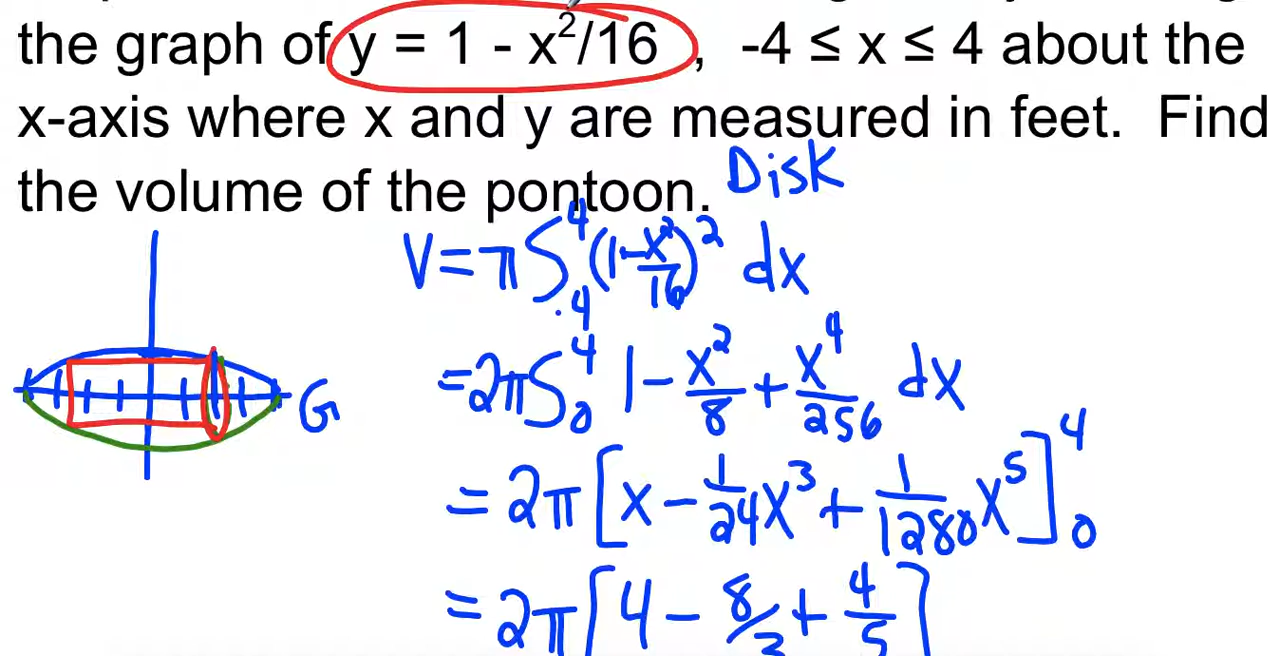 the graph of y = 1 - x²/16, -4 ≤ x ≤ 4 about the
x-axis where x and y are measured in feet. Find
the volume of the pontoon. Disk
V = π ∫₋₄⁴ (1 - x²/16)² dx
= 2π ∫₀⁴ 1 - x²/8 + x⁴/256 dx
G
= 2π [x - 1/24 x³ + 1/1280 x⁵]₀⁴
= 2π [4 - 8/3 + 4/5]